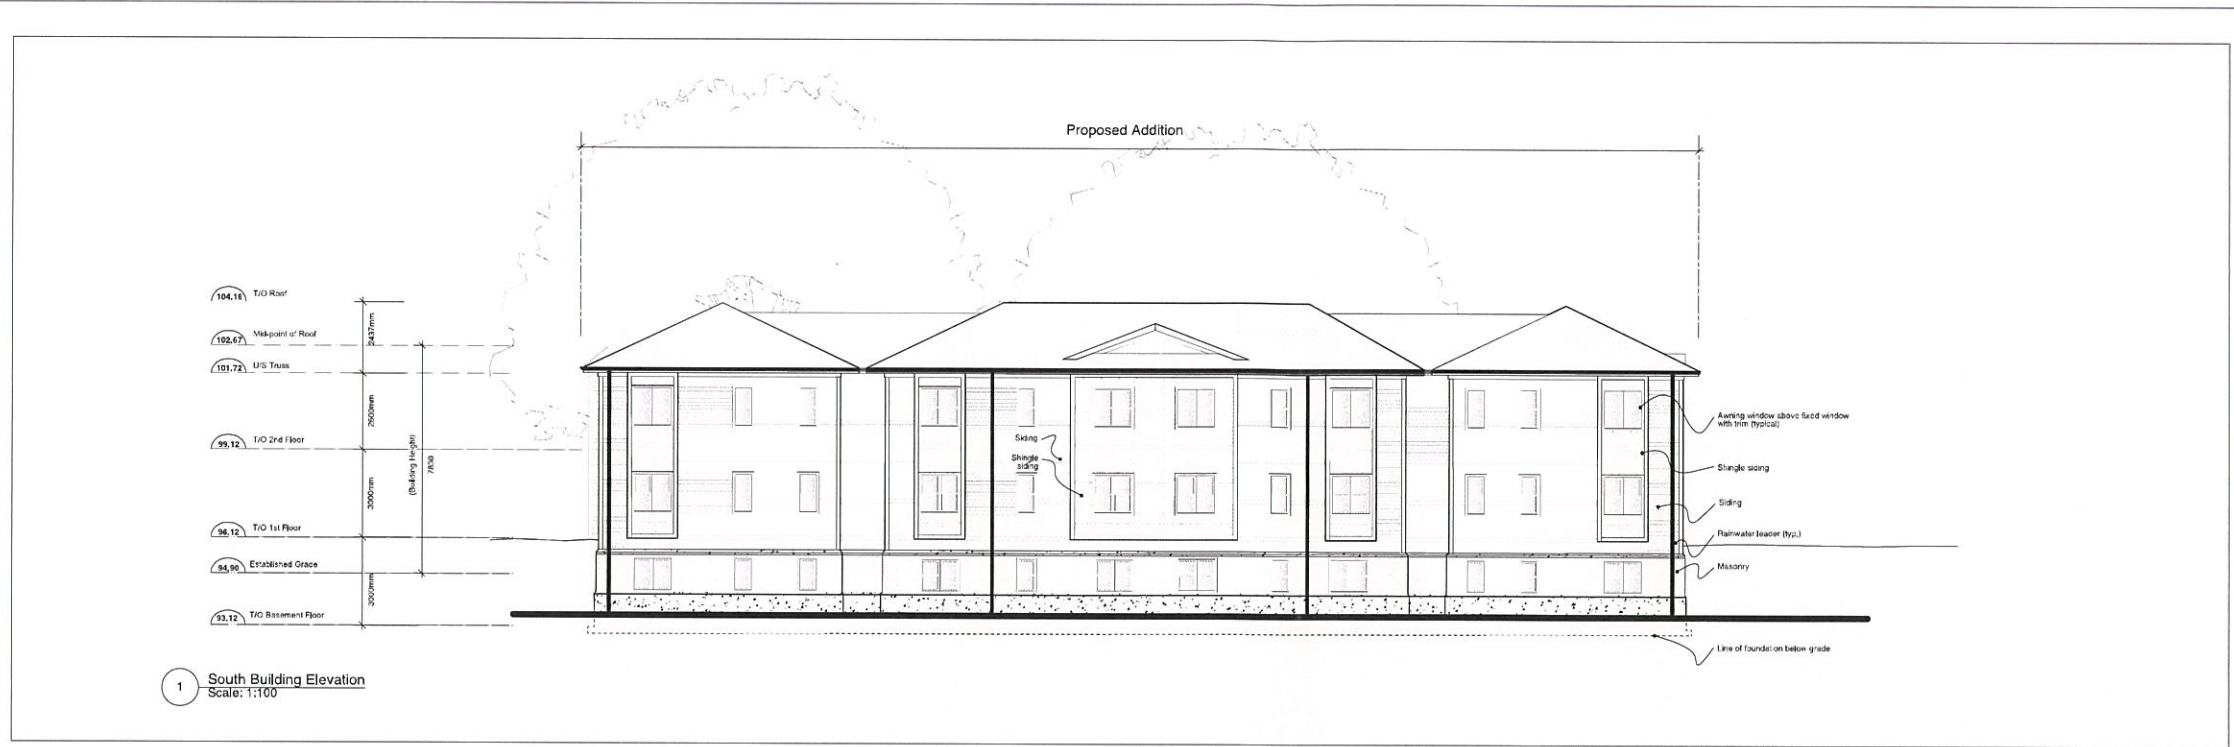 Proposed Addition
104.16 T/O Roof
2437mm
Mid-point of Roof
102.67
101.72 U/S Truss
2600mm
99.12 T/O 2nd Floor
(Building Height)
3000mm
96.12 T/O 1st Floor
94.90 Established Grade
3000mm
93.12 T/O Basement Floor
Siding
Shingle
siding
Awning window above fixed window
with trim (typical)
Shingle siding
Siding
Rainwater leader (typ.)
Masonry
Line of foundation below grade
1 South Building Elevation
Scale: 1:100